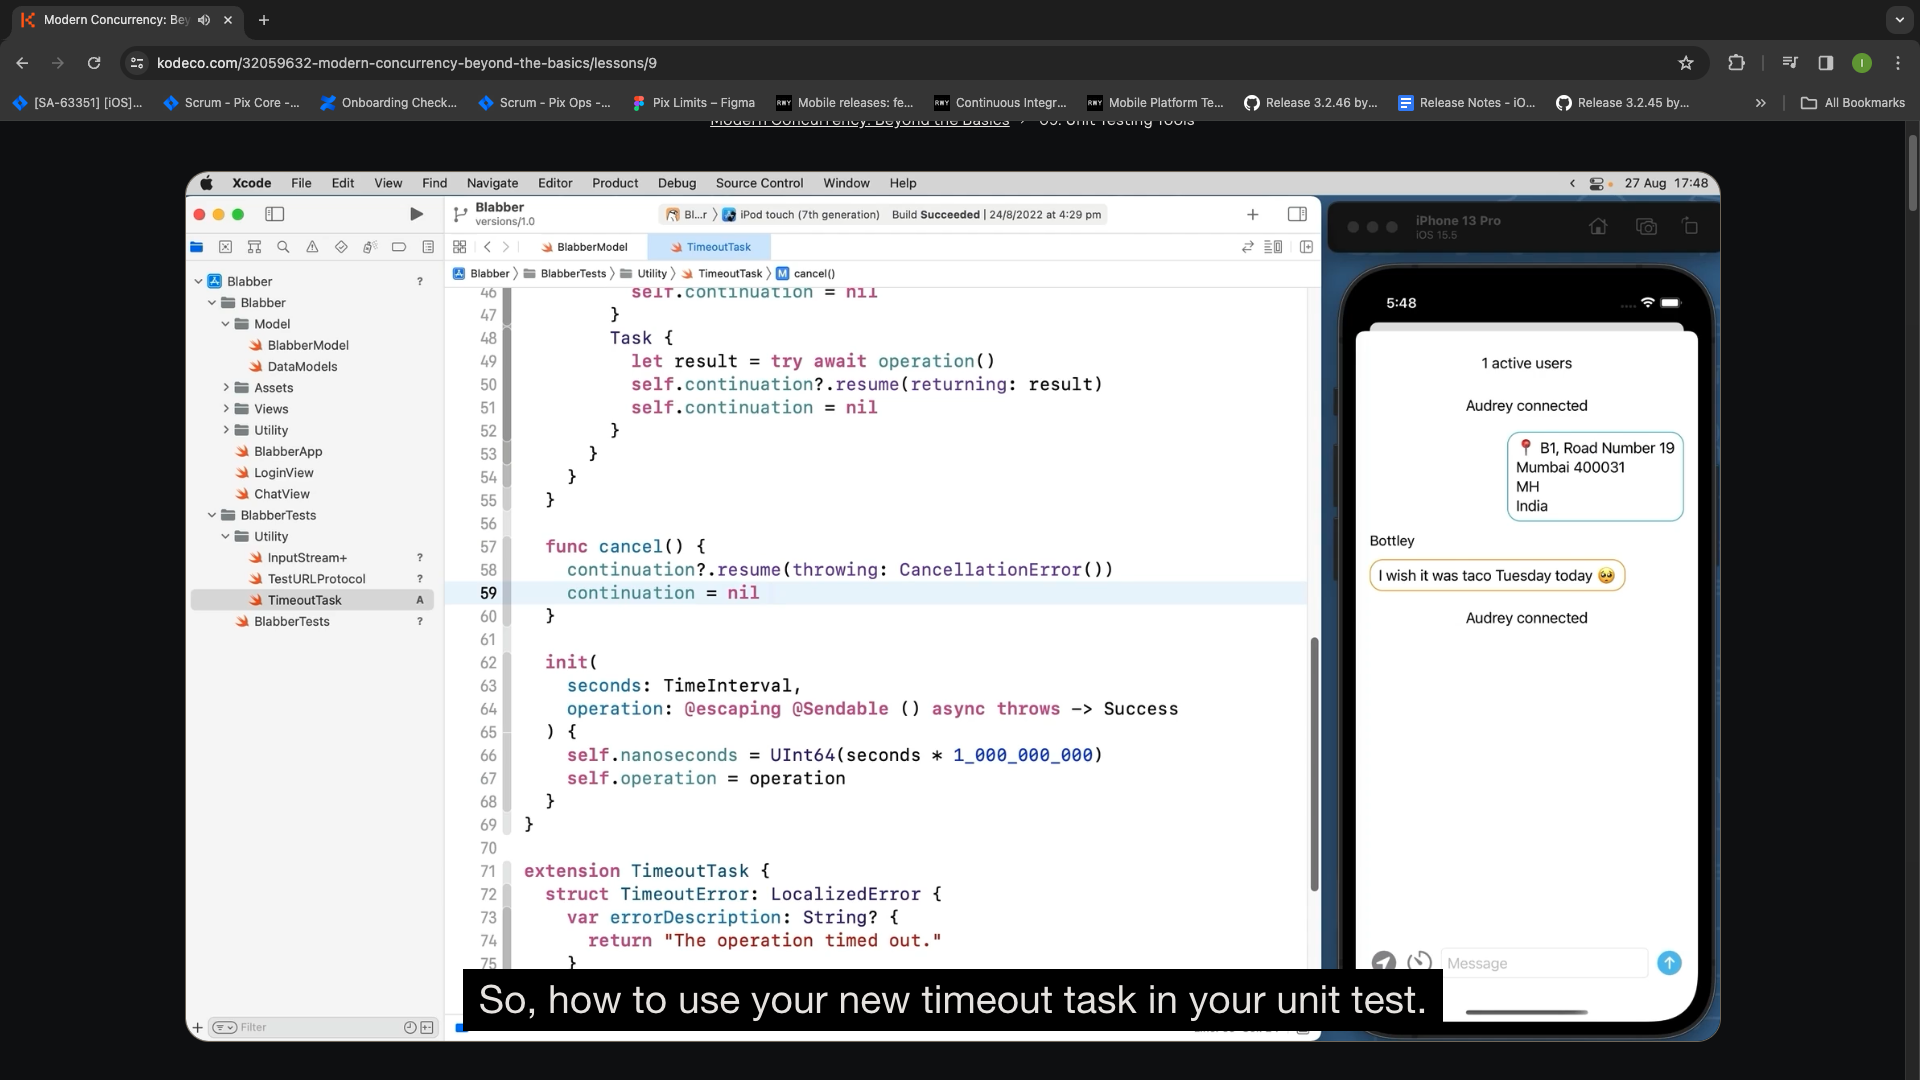 Modern Concurrency: Bey
kodeco.com/32059632-modern-concurrency-beyond-the-basics/lessons/9
[SA-63351] [iOS]...
Scrum - Pix Core -...
Onboarding Check...
Scrum - Pix Ops -...
Pix Limits – Figma
Mobile releases: fe...
Continuous Integr...
Mobile Platform Te...
Release 3.2.46 by...
Release Notes - iO...
Release 3.2.45 by...
All Bookmarks
Modern Concurrency: Beyond the Basics > 09. Unit Testing Tools
Xcode File Edit View Find Navigate Editor Product Debug Source Control Window Help
27 Aug 17:48
Blabber
versions/1.0
Bl...r
iPod touch (7th generation)
Build Succeeded | 24/8/2022 at 4:29 pm
BlabberModel
TimeoutTask
Blabber
BlabberTests
Utility
TimeoutTask
M cancel()
Blabber ?
Blabber
Model
BlabberModel
DataModels
Assets
Views
Utility
BlabberApp
LoginView
ChatView
BlabberTests
Utility
InputStream+ ?
TestURLProtocol ?
TimeoutTask A
BlabberTests ?
Filter
46 self.continuation = nil
47 }
48 Task {
49 let result = try await operation()
50 self.continuation?.resume(returning: result)
51 self.continuation = nil
52 }
53 }
54 }
55 }
56
57 func cancel() {
58 continuation?.resume(throwing: CancellationError())
59 continuation = nil
60 }
61
62 init(
63 seconds: TimeInterval,
64 operation: @escaping @Sendable () async throws -> Success
65 ) {
66 self.nanoseconds = UInt64(seconds * 1_000_000_000)
67 self.operation = operation
68 }
69 }
70
71 extension TimeoutTask {
72 struct TimeoutError: LocalizedError {
73 var errorDescription: String? {
74 return "The operation timed out."
75 }
iPhone 13 Pro
iOS 15.5
5:48
1 active users
Audrey connected
📍 B1, Road Number 19
Mumbai 400031
MH
India
Bottley
I wish it was taco Tuesday today 🥺
Audrey connected
Message
So, how to use your new timeout task in your unit test.